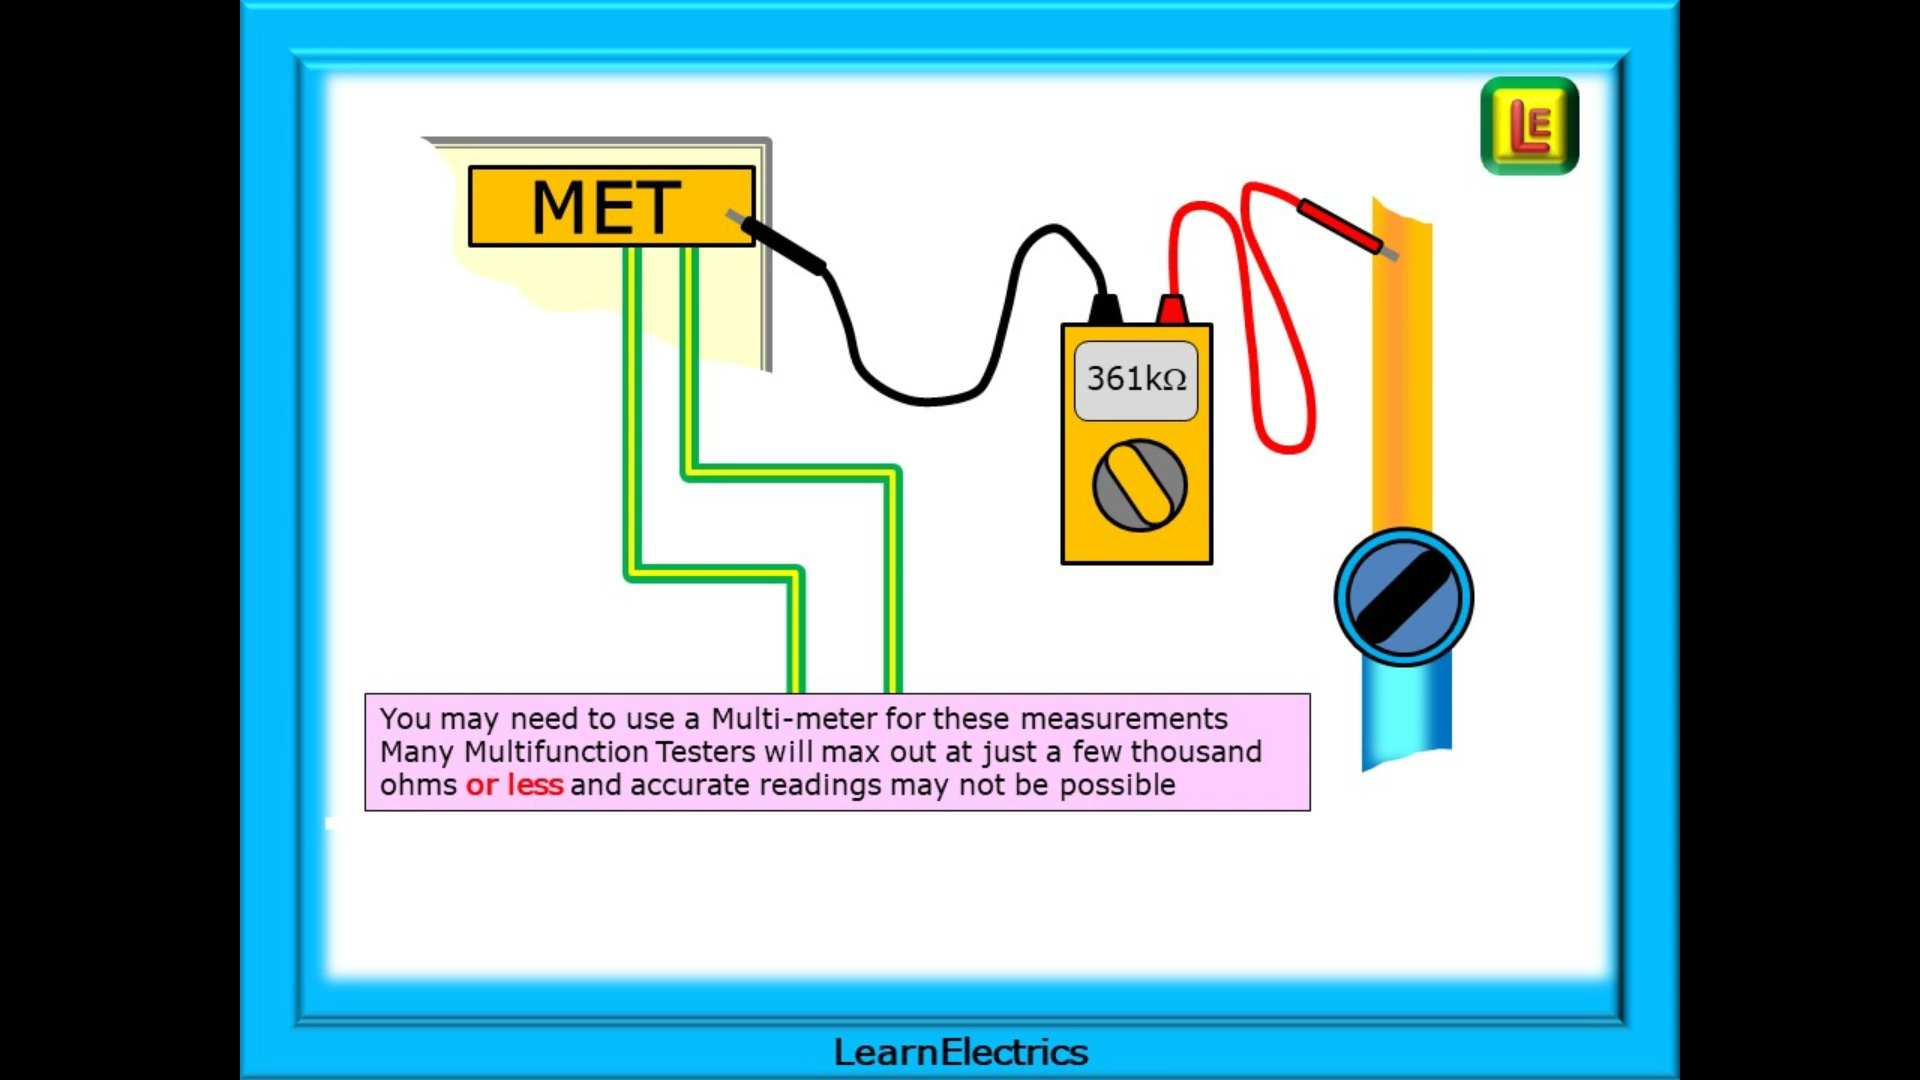 LE
MET
361kΩ
You may need to use a Multi-meter for these measurements
Many Multifunction Testers will max out at just a few thousand
ohms or less and accurate readings may not be possible
LearnElectrics